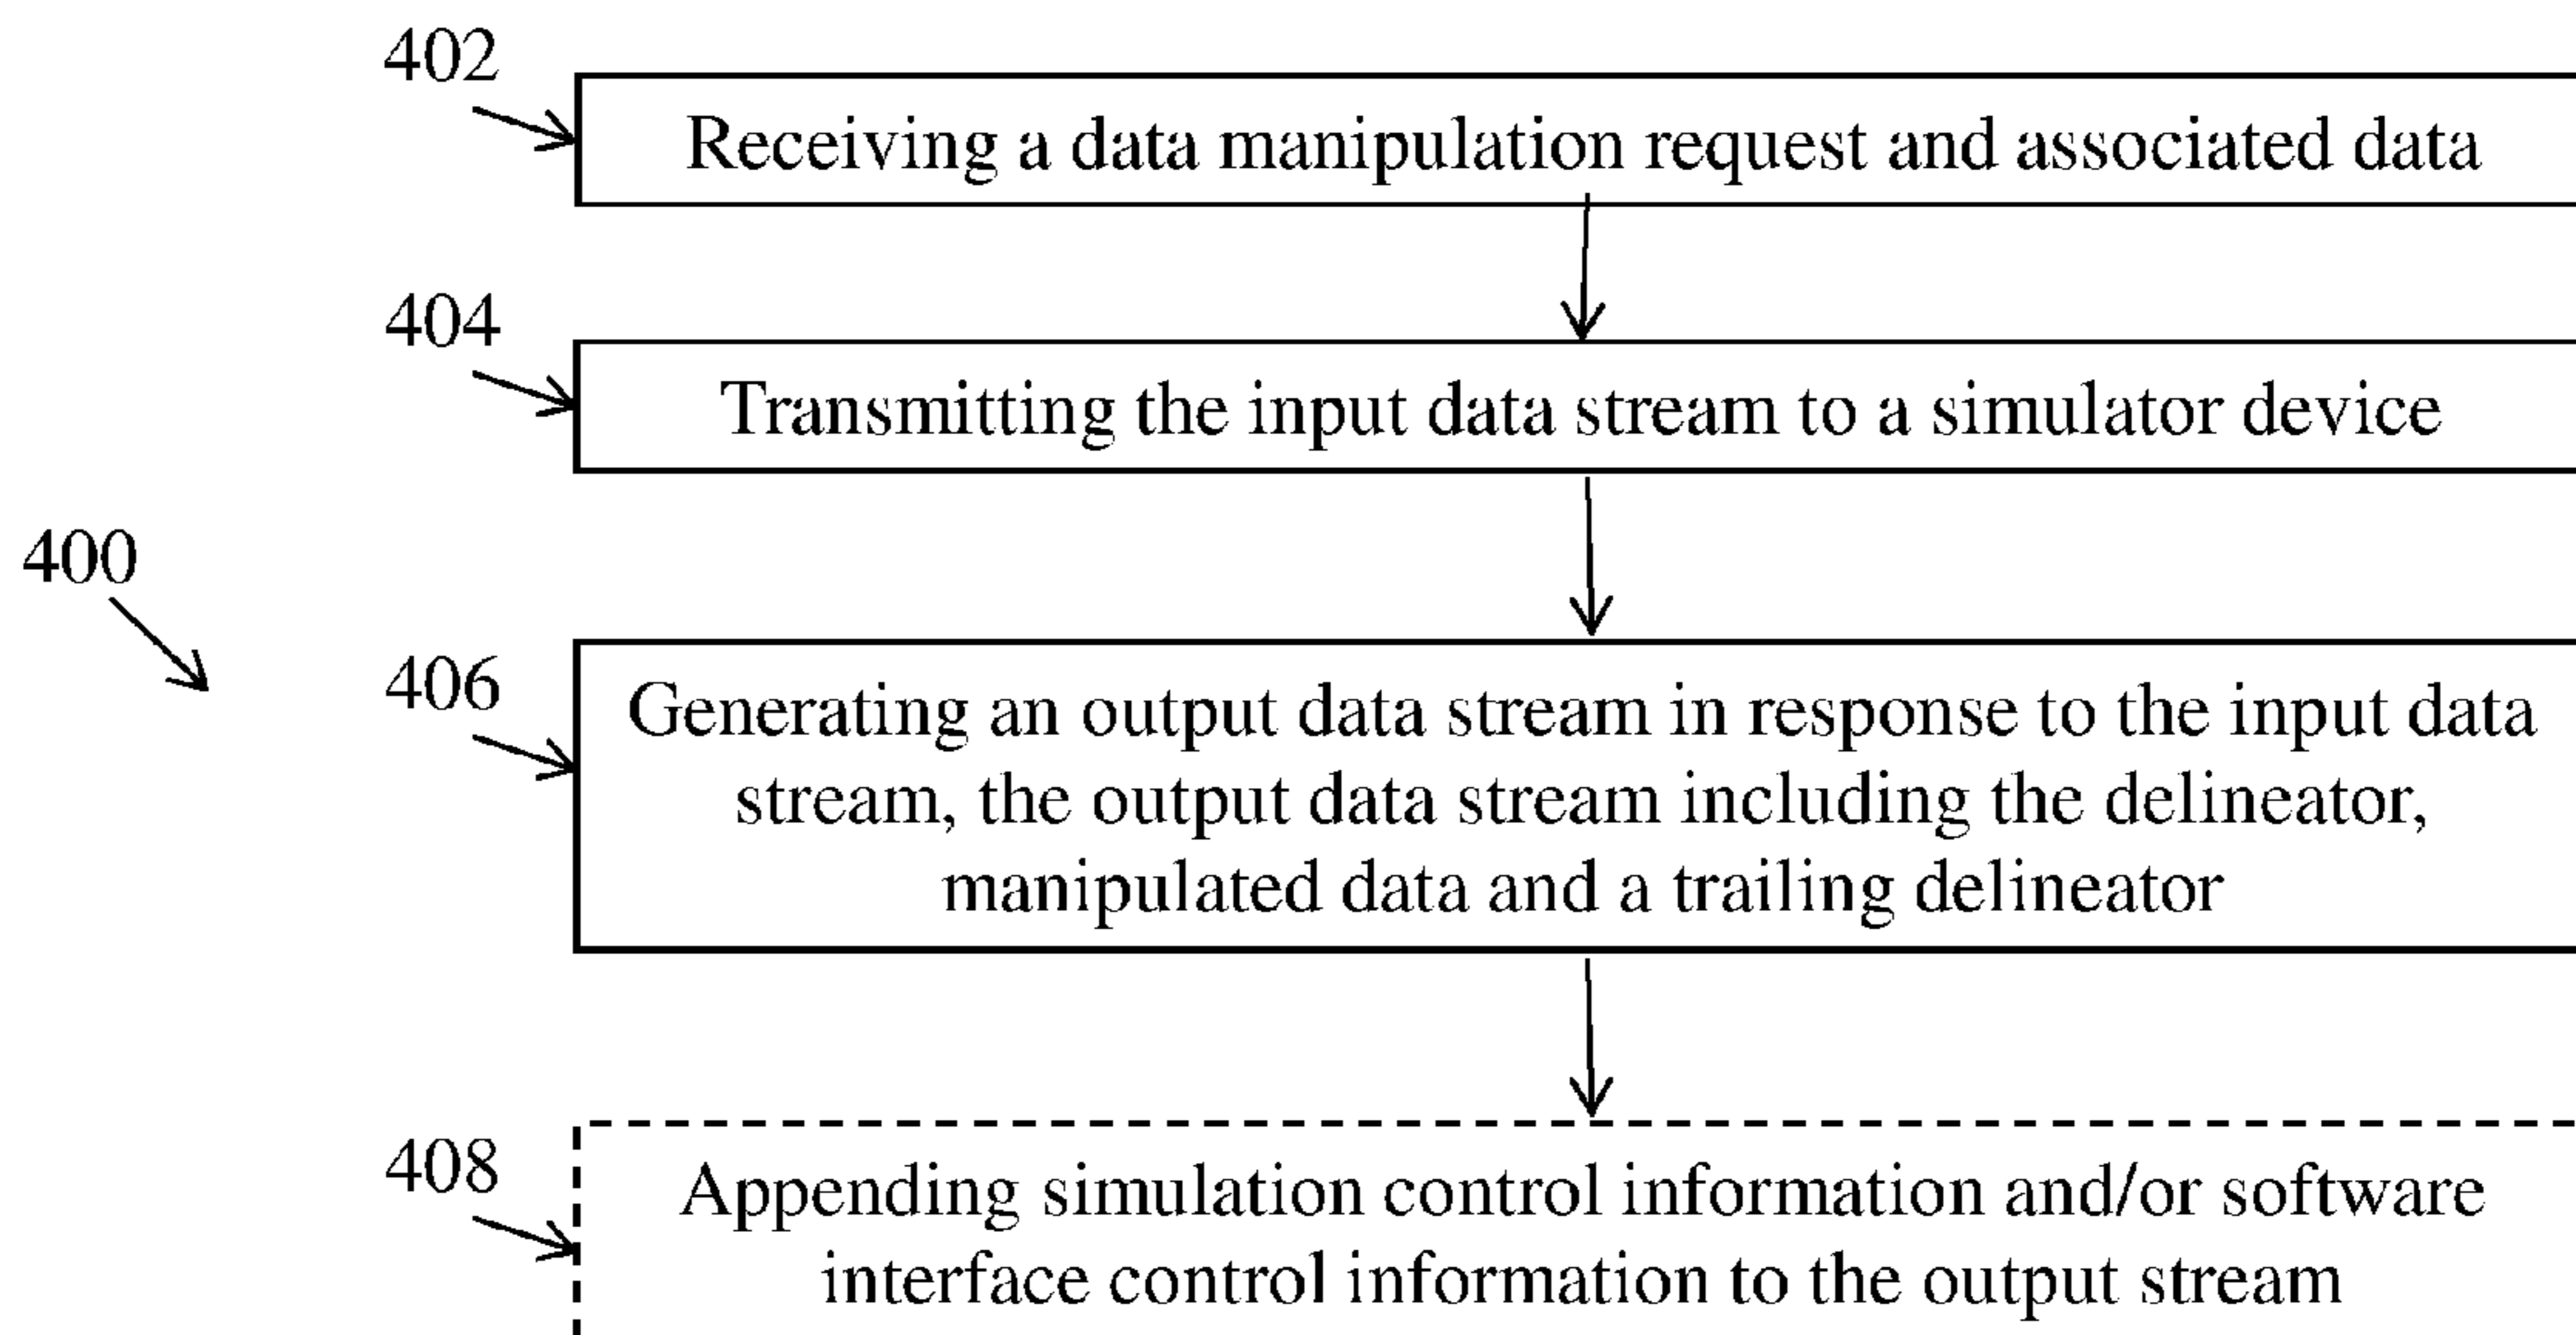 402
Receiving a data manipulation request and associated data
404
Transmitting the input data stream to a simulator device
400
406
Generating an output data stream in response to the input data
stream, the output data stream including the delineator,
manipulated data and a trailing delineator
408
Appending simulation control information and/or software
interface control information to the output stream